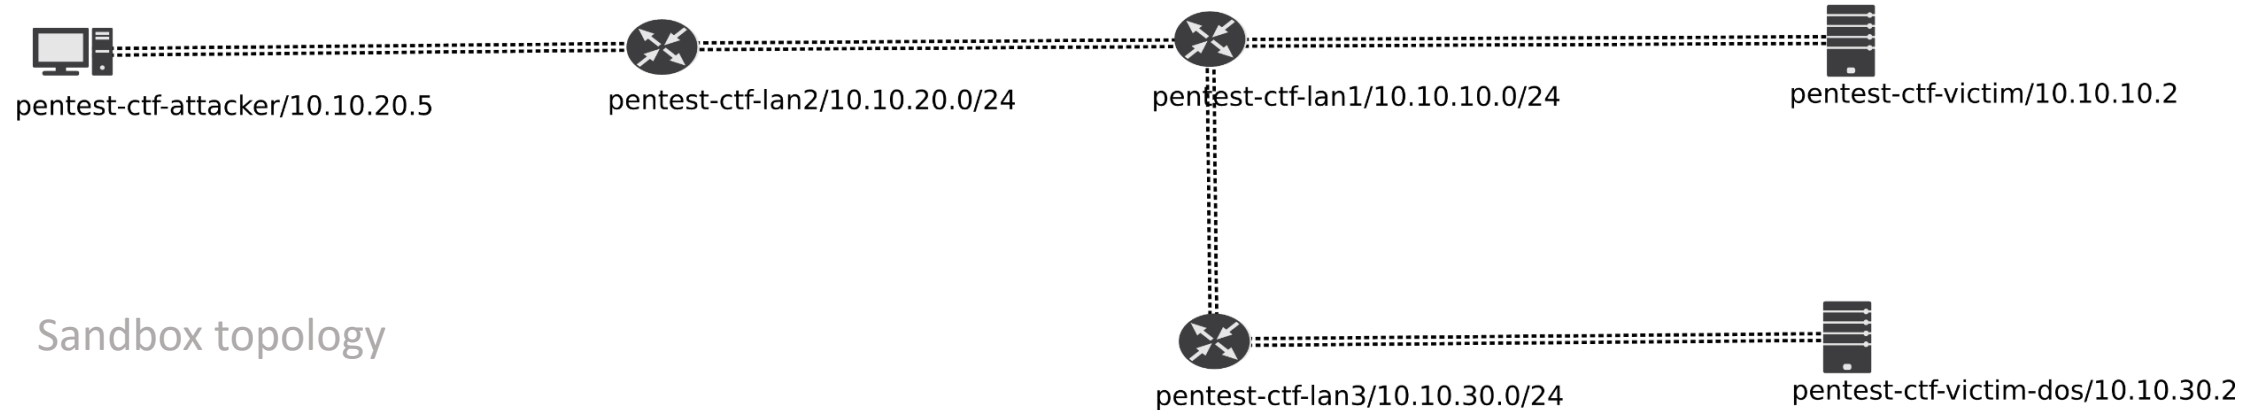 pentest-ctf-attacker/10.10.20.5
pentest-ctf-lan2/10.10.20.0/24
pentest-ctf-lan1/10.10.10.0/24
pentest-ctf-victim/10.10.10.2
Sandbox topology
pentest-ctf-lan3/10.10.30.0/24
pentest-ctf-victim-dos/10.10.30.2